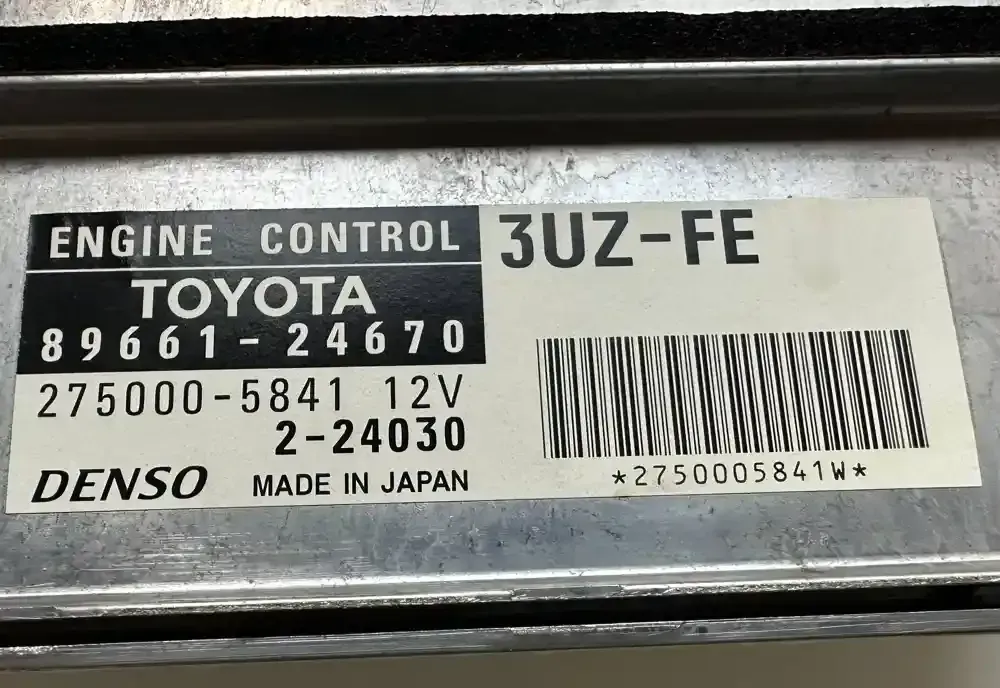 ENGINE CONTROL
TOYOTA
89661-24670
275000-5841 12V
2-24030
DENSO MADE IN JAPAN
3UZ-FE
*2750005841W*